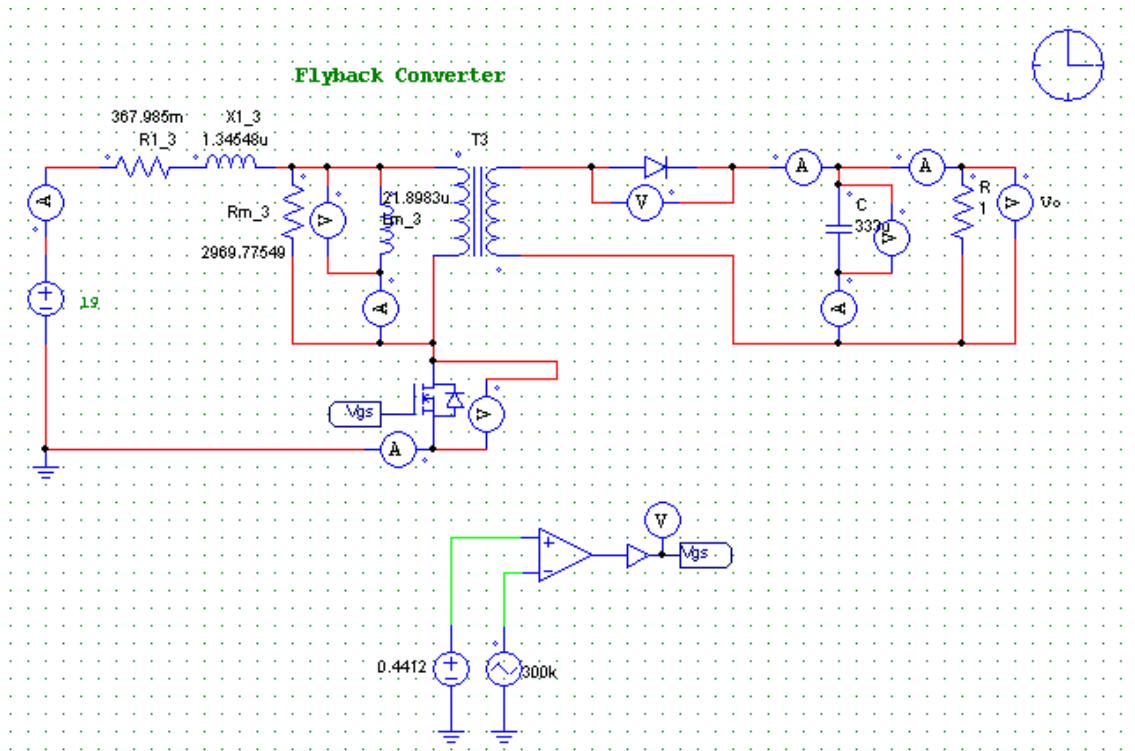 Flyback Converter
367.985m
X1_3
R1_3
1.34548u
T3
A
Rm_3
V
21.8983u
Lm_3
2969.77549
A
V
A
A
R
1
C
333u
V
V
Vo
19
A
A
Vgs
V
A
V
Vgs
0.4412
300k